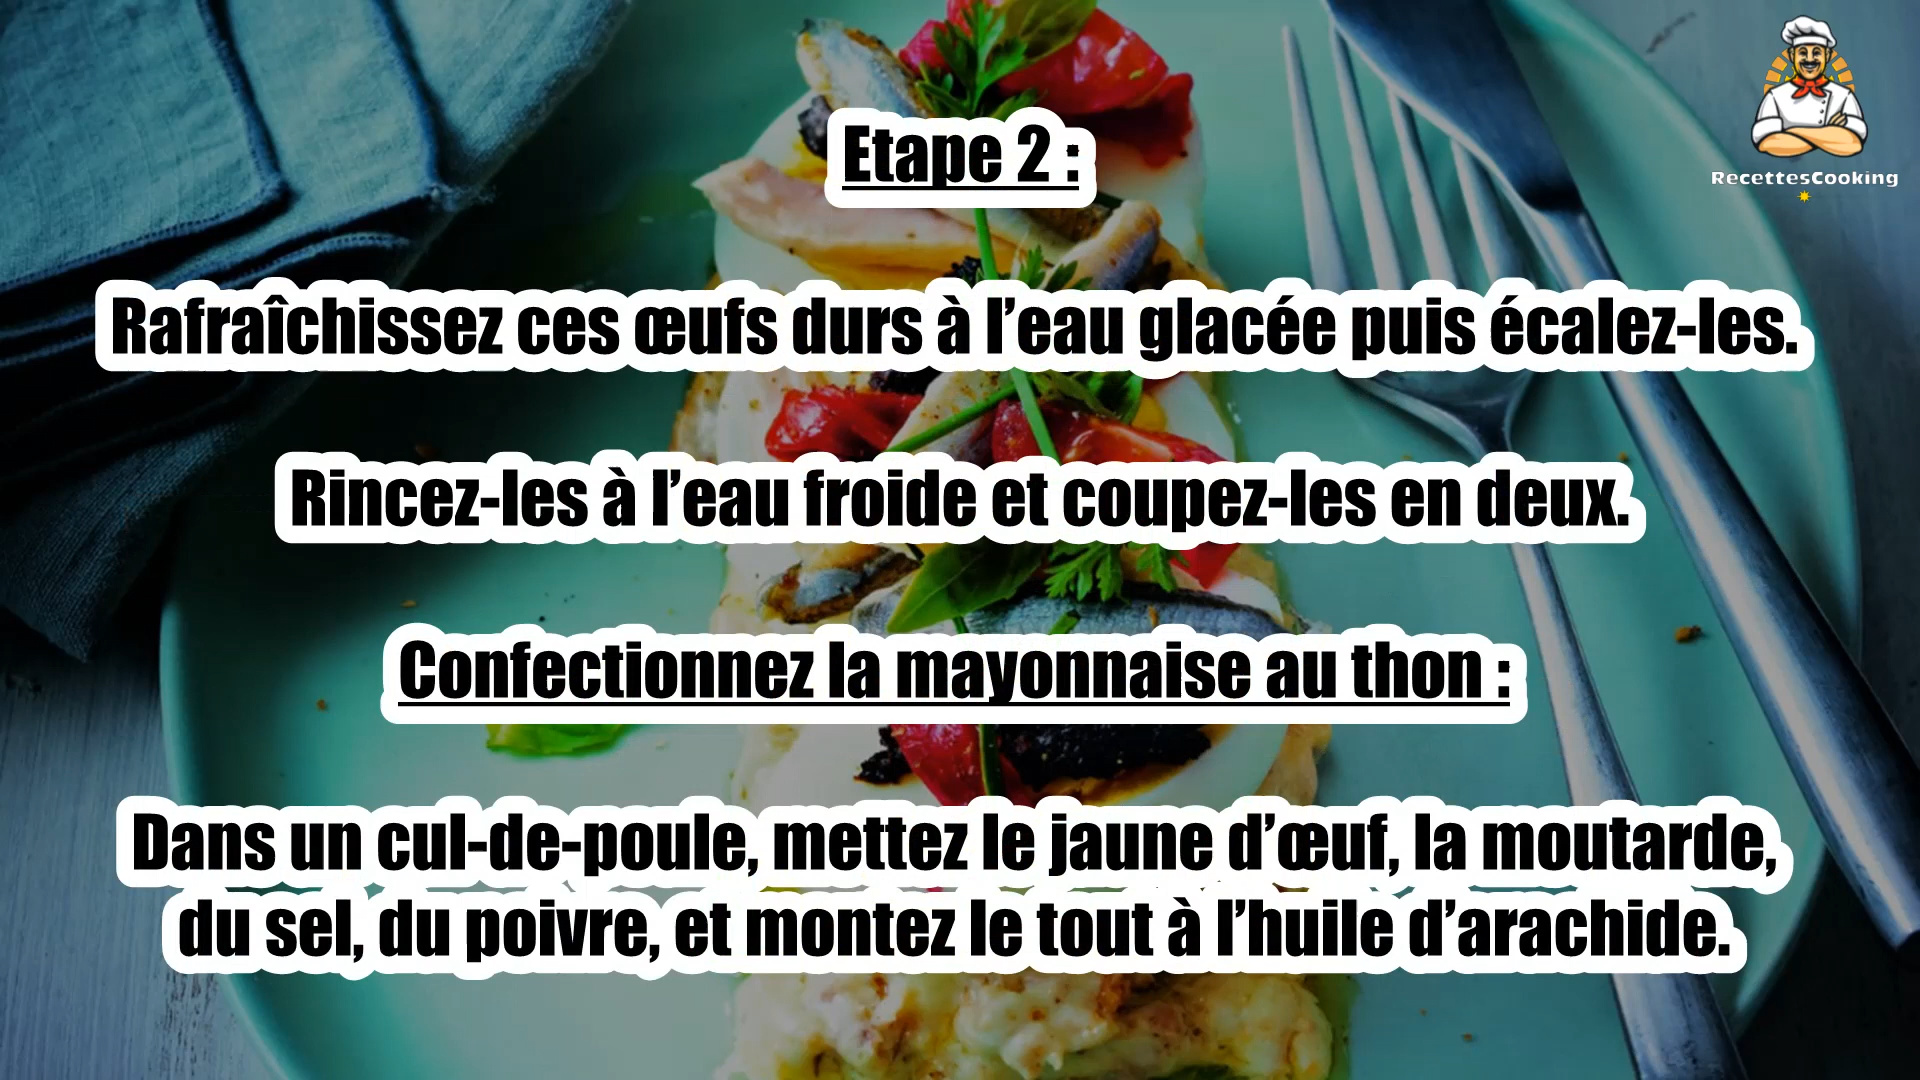 RecettesCooking
Etape 2 :
Rafraîchissez ces œufs durs à l’eau glacée puis écalez-les.
Rincez-les à l’eau froide et coupez-les en deux.
Confectionnez la mayonnaise au thon :
Dans un cul-de-poule, mettez le jaune d’œuf, la moutarde,
du sel, du poivre, et montez le tout à l’huile d’arachide.